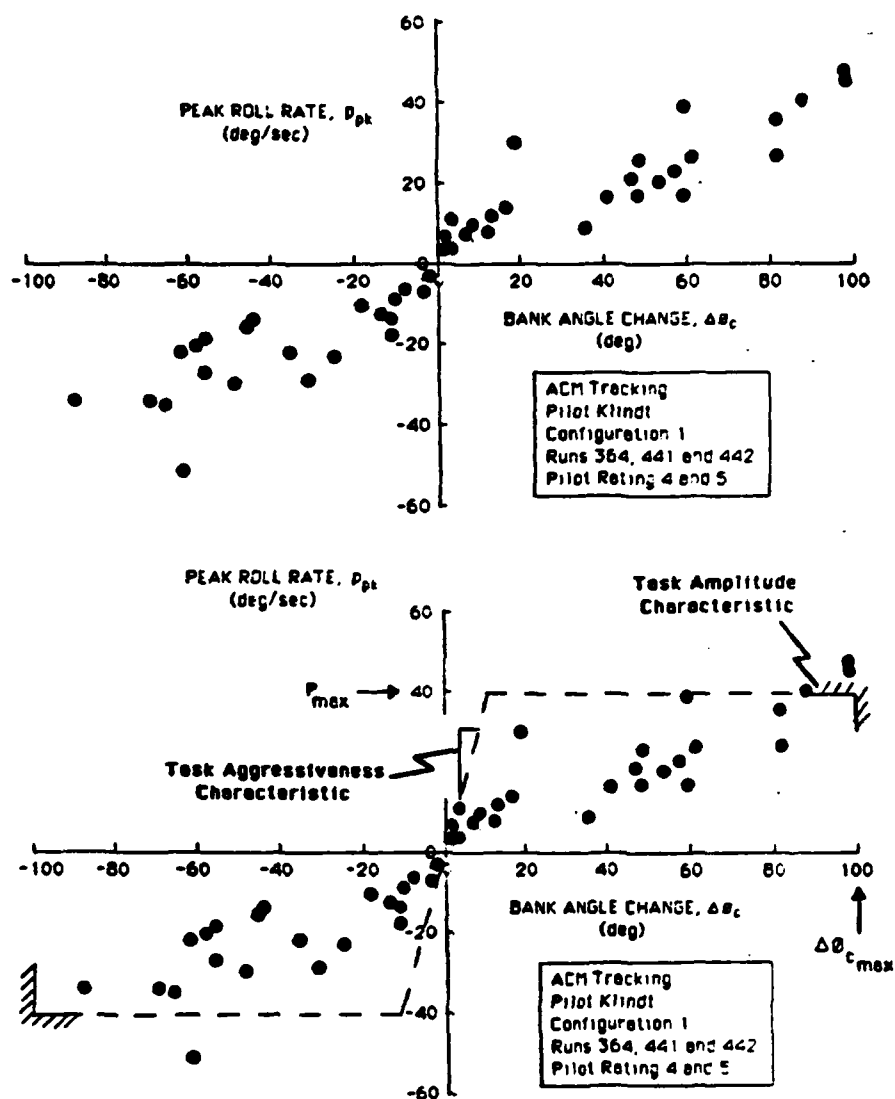 60
PEAK ROLL RATE, p_pk
(deg/sec)
40
20
-100 -80 -60 -40 -20 0 20 40 60 80 100
BANK ANGLE CHANGE, Δø_c
(deg)
-20
-40
-60
ACM Tracking
Pilot Klindt
Configuration 1
Runs 364, 441 and 442
Pilot Rating 4 and 5
PEAK ROLL RATE, p_pk
(deg/sec)
Task Amplitude
Characteristic
60
P_max
40
20
Task Aggressiveness
Characteristic
-100 -80 -60 -40 -20 0 20 40 60 80 100
BANK ANGLE CHANGE, Δø_c
(deg)
Δø_c_max
-20
-40
-60
ACM Tracking
Pilot Klindt
Configuration 1
Runs 364, 441 and 442
Pilot Rating 4 and 5